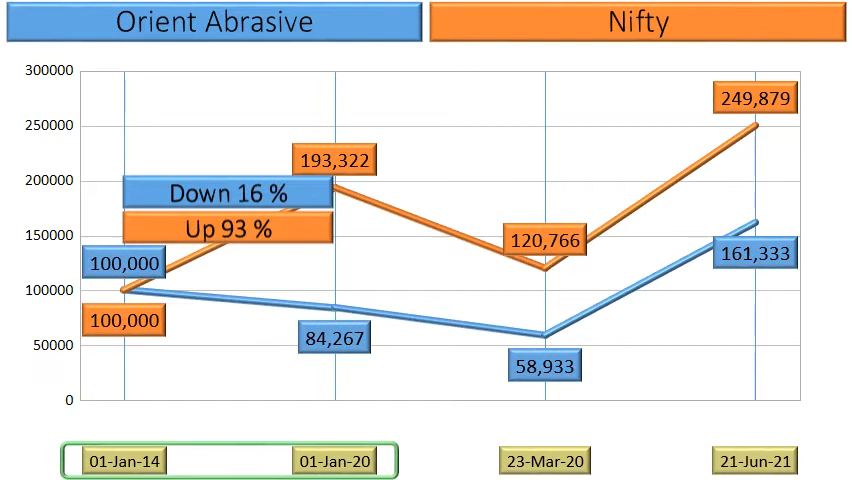 Orient Abrasive
Nifty
300000
250000
200000
150000
100000
50000
0
249,879
193,322
Down 16 %
Up 93 %
120,766
161,333
100,000
100,000
84,267
58,933
01-Jan-14
01-Jan-20
23-Mar-20
21-Jun-21